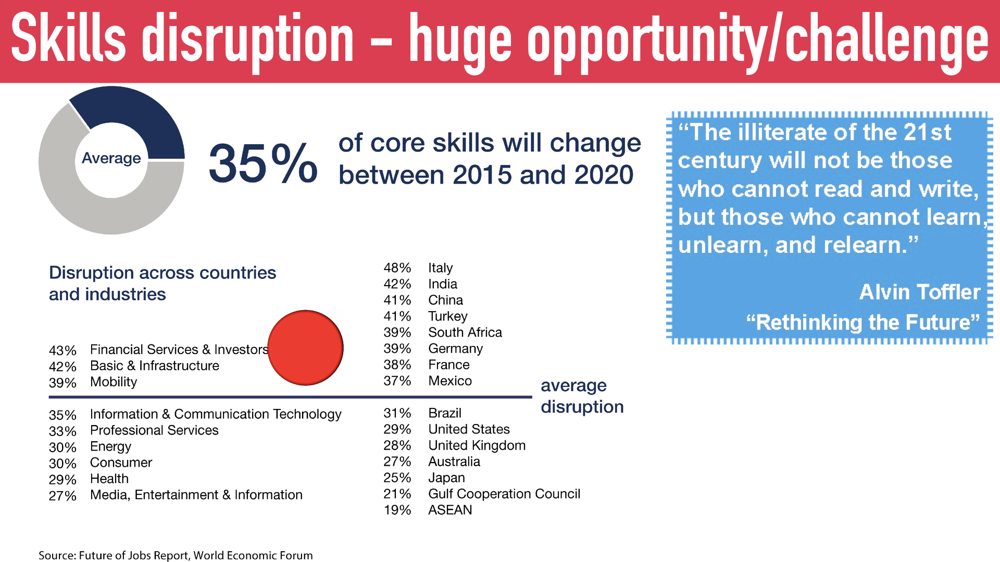 Skills disruption – huge opportunity/challenge
Average
35%
of core skills will change
between 2015 and 2020
“The illiterate of the 21st
century will not be those
who cannot read and write,
but those who cannot learn,
unlearn, and relearn.”
Alvin Toffler
“Rethinking the Future”
Disruption across countries
and industries
43% Financial Services & Investors
42% Basic & Infrastructure
39% Mobility
35% Information & Communication Technology
33% Professional Services
30% Energy
30% Consumer
29% Health
27% Media, Entertainment & Information
48% Italy
42% India
41% China
41% Turkey
39% South Africa
39% Germany
38% France
37% Mexico
average
disruption
31% Brazil
29% United States
28% United Kingdom
27% Australia
25% Japan
21% Gulf Cooperation Council
19% ASEAN
Source: Future of Jobs Report, World Economic Forum